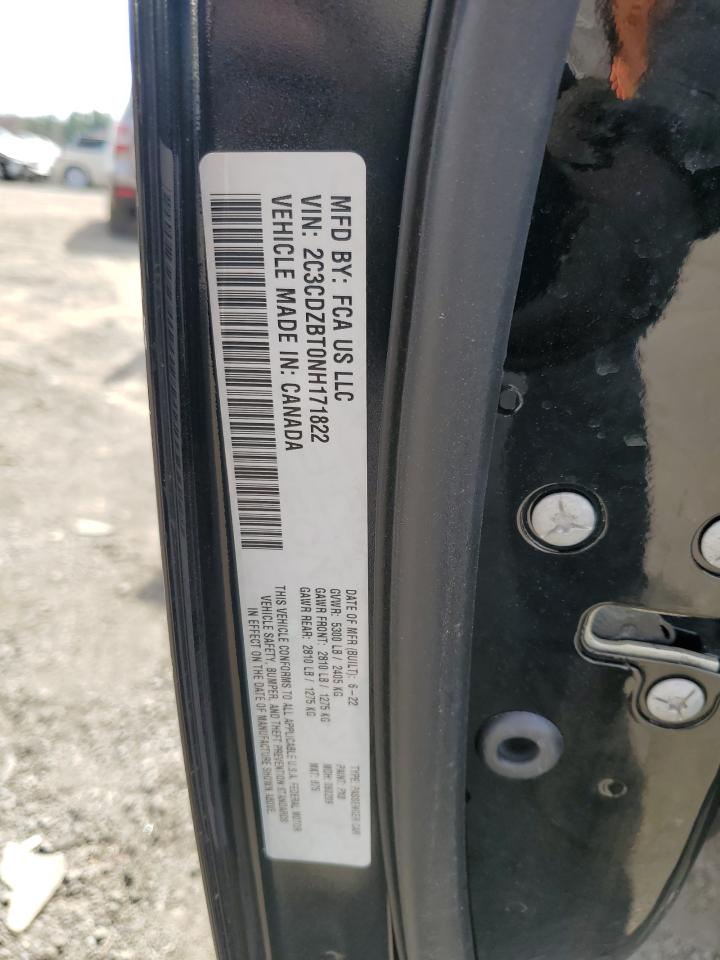 MFD BY: FCA US LLC
VIN: 2C3CDZBT0NH171822
VEHICLE MADE IN: CANADA
DATE OF MFR (BUILT): 6-22
GVWR: 5300 LB / 2405 KG
GAWR FRONT: 2810 LB / 1275 KG
GAWR REAR: 2810 LB / 1275 KG
THIS VEHICLE CONFORMS TO ALL APPLICABLE U.S.A. FEDERAL MOTOR
VEHICLE SAFETY, BUMPER, AND THEFT PREVENTION STANDARDS
IN EFFECT ON THE DATE OF MANUFACTURE SHOWN ABOVE.
TYPE: PASSENGER CAR
PAINT: PX8
MDH: